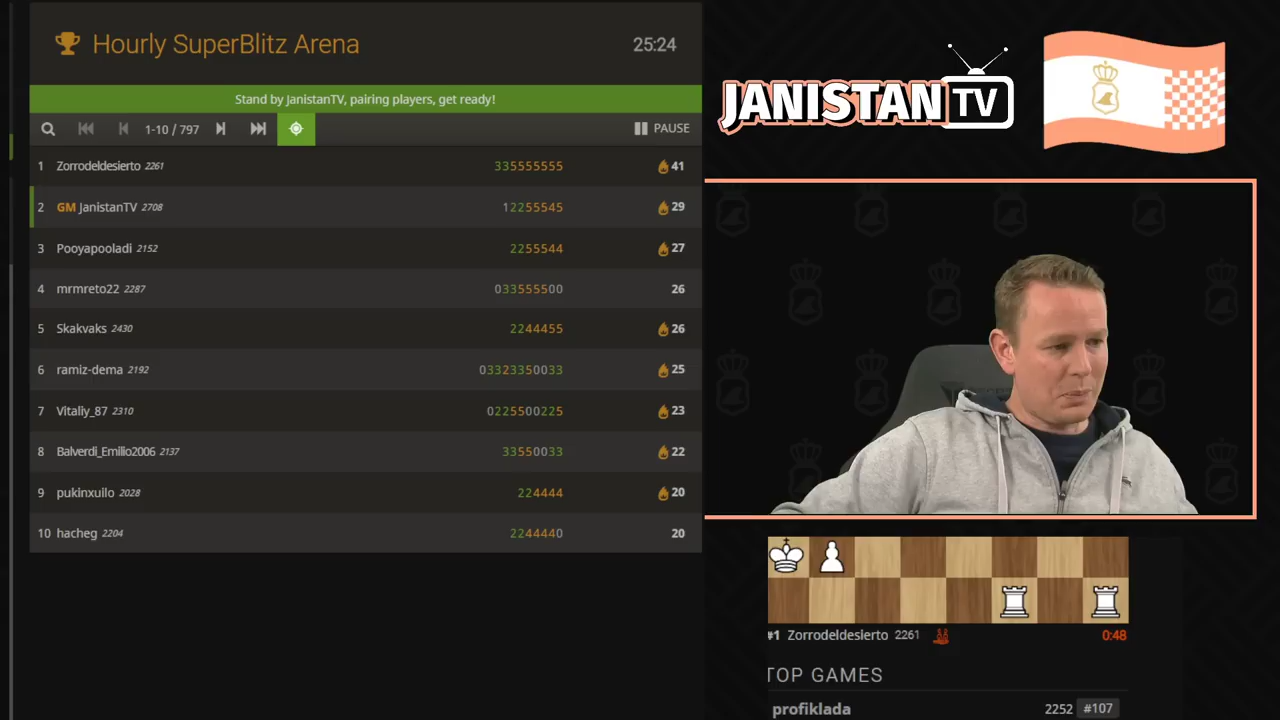 Hourly SuperBlitz Arena
25:24
JANISTAN TV
Stand by JanistanTV, pairing players, get ready!
1-10 / 797
PAUSE
1 Zorrodeldesierto 2261 335555555 41
2 GM JanistanTV 2708 12255545 29
3 Pooyapooladi 2152 2255544 27
4 mrmreto22 2287 033555500 26
5 Skakvaks 2430 2244455 26
6 ramiz-dema 2192 03323350033 25
7 Vitaliy_87 2310 0225500225 23
8 Balverdi_Emilio2006 2137 33550033 22
9 pukinxuilo 2028 224444 20
10 hacheg 2204 2244440 20
#1 Zorrodeldesierto 2261 0:48
TOP GAMES
profiklada 2252 #107